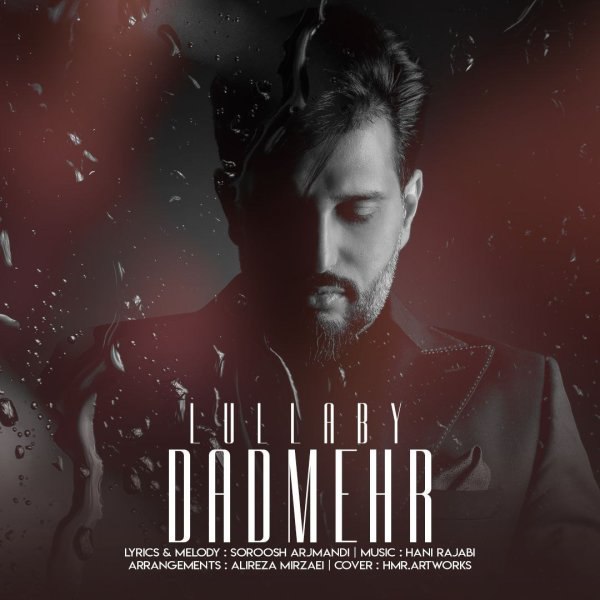 LULLABY
DADMEHR
LYRICS & MELODY : SOROOSH ARJMANDI | MUSIC : HANI RAJABI
ARRANGEMENTS : ALIREZA MIRZAEI | COVER : HMR.ARTWORKS